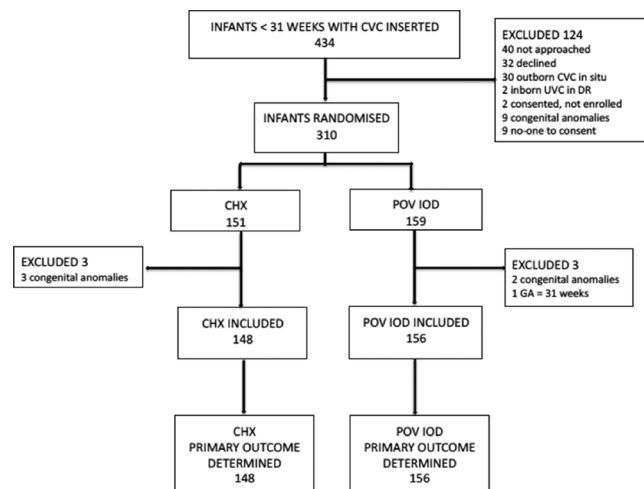 INFANTS < 31 WEEKS WITH CVC INSERTED
434
EXCLUDED 124
40 not approached
32 declined
30 outborn CVC in situ
2 inborn UVC in DR
2 consented, not enrolled
9 congenital anomalies
9 no-one to consent
INFANTS RANDOMISED
310
CHX
151
POV IOD
159
EXCLUDED 3
3 congenital anomalies
EXCLUDED 3
2 congenital anomalies
1 GA = 31 weeks
CHX INCLUDED
148
POV IOD INCLUDED
156
CHX
PRIMARY OUTCOME
DETERMINED
148
POV IOD
PRIMARY OUTCOME
DETERMINED
156